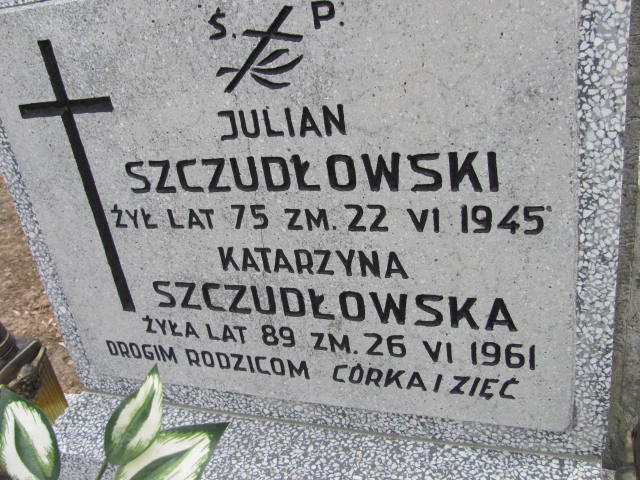 Ś. P.
JULIAN
SZCZUDŁOWSKI
ŻYŁ LAT 75 ZM. 22 VI 1945
KATARZYNA
SZCZUDŁOWSKA
ŻYŁA LAT 89 ZM. 26 VI 1961
DROGIM RODZICOM CÓRKA I ZIĘĆ